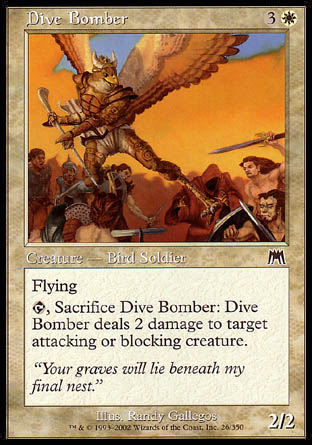 Dive Bomber 3
Creature — Bird Soldier
Flying
, Sacrifice Dive Bomber: Dive
Bomber deals 2 damage to target
attacking or blocking creature.
“Your graves will lie beneath my
final nest.”
Illus. Randy Gallegos
2/2
™ & © 1993-2002 Wizards of the Coast, Inc. 26/350